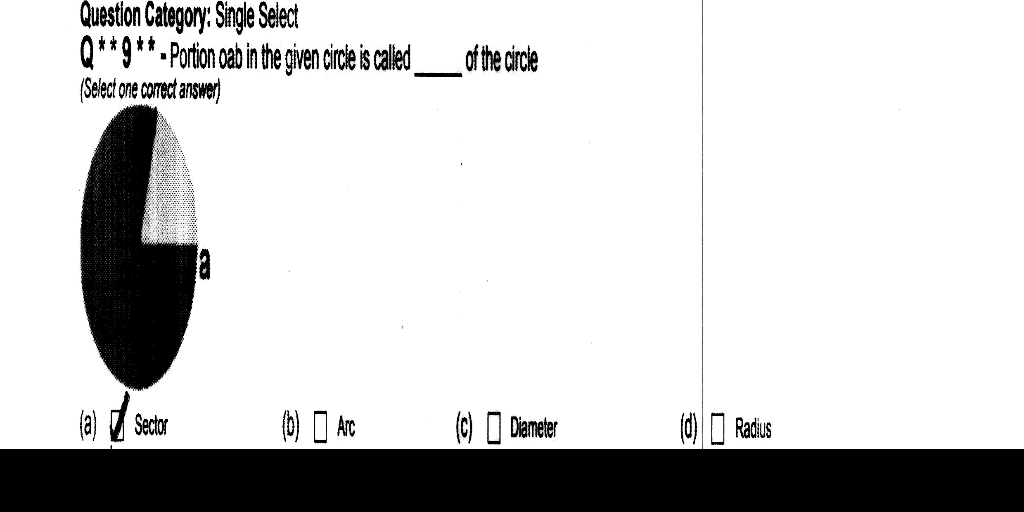 Question Category: Single Select
Q**9** - Portion oab in the given circle is called _____ of the circle
(Select one correct answer)
a
(a) Sector (b) Arc (c) Diameter (d) Radius